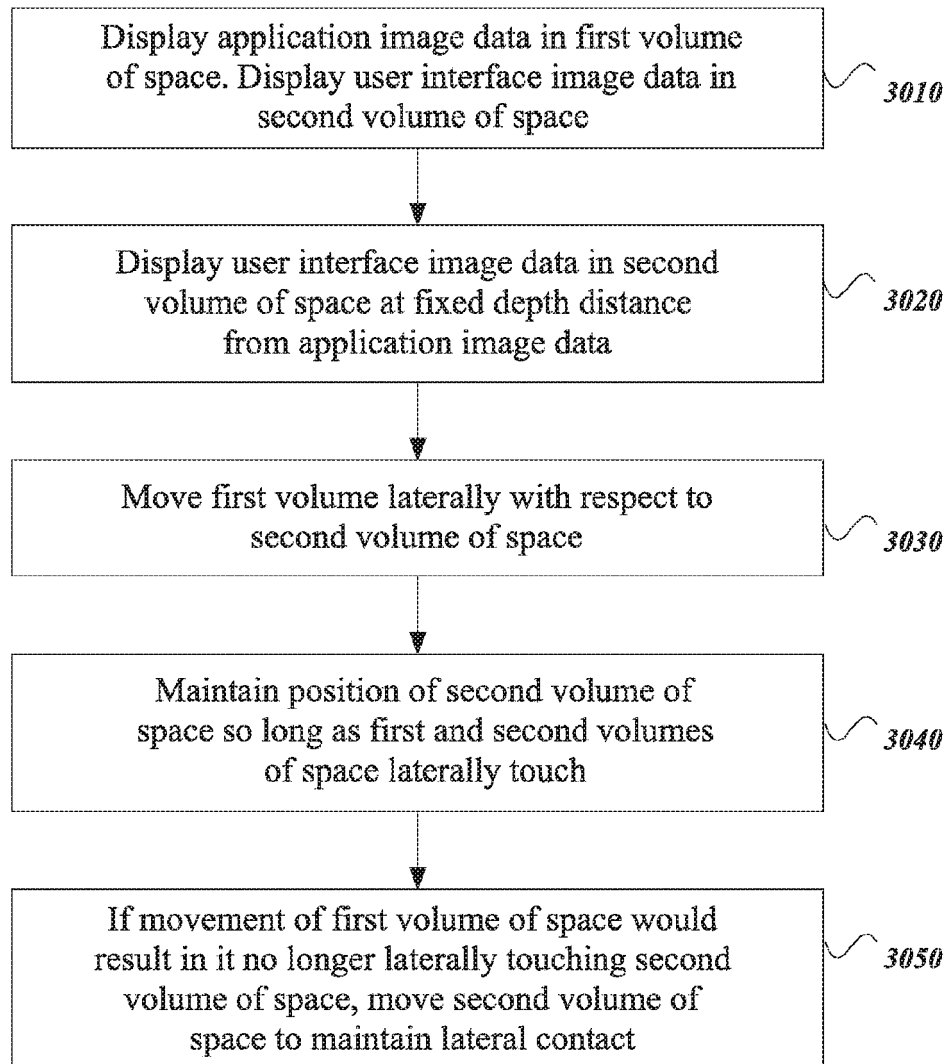 Display application image data in first volume
of space. Display user interface image data in
second volume of space
3010
Display user interface image data in second
volume of space at fixed depth distance
from application image data
3020
Move first volume laterally with respect to
second volume of space
3030
Maintain position of second volume of
space so long as first and second volumes
of space laterally touch
3040
If movement of first volume of space would
result in it no longer laterally touching second
volume of space, move second volume of
space to maintain lateral contact
3050